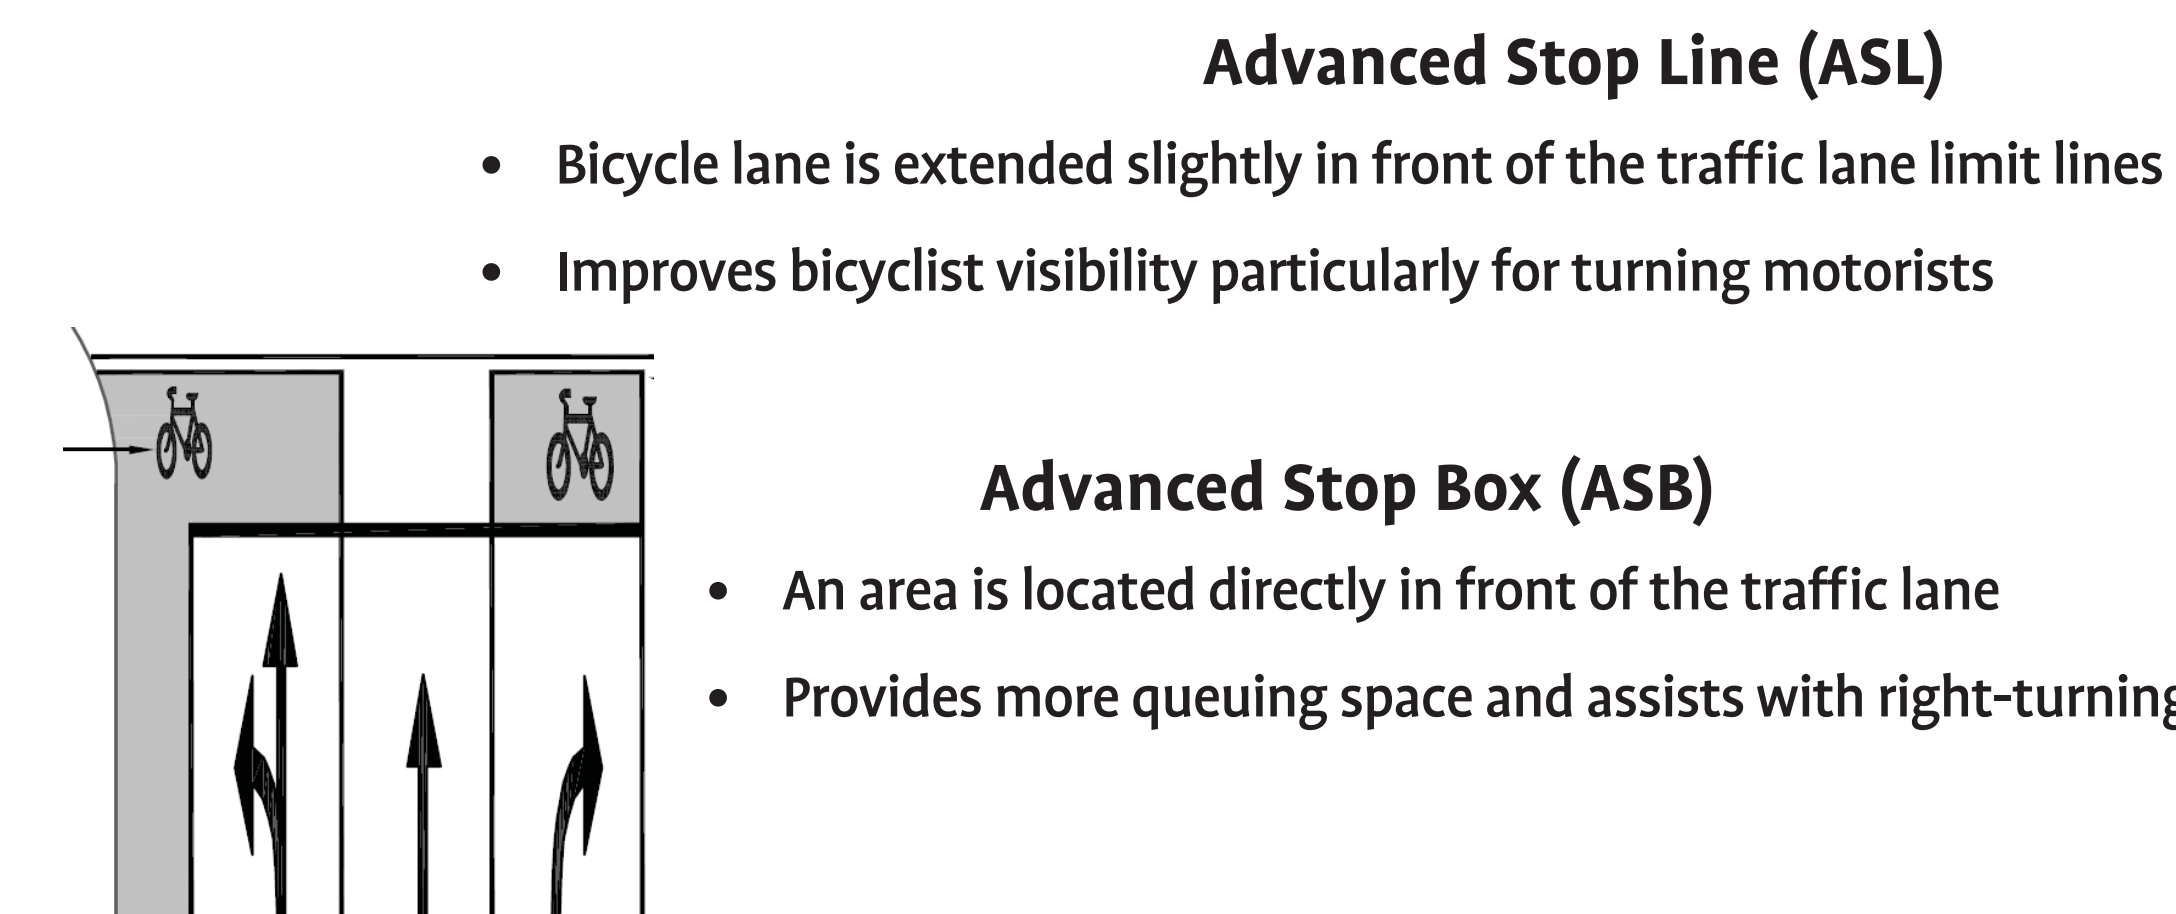 Advanced Stop Line (ASL)
• Bicycle lane is extended slightly in front of the traffic lane limit lines
• Improves bicyclist visibility particularly for turning motorists
Advanced Stop Box (ASB)
• An area is located directly in front of the traffic lane
• Provides more queuing space and assists with right-turning